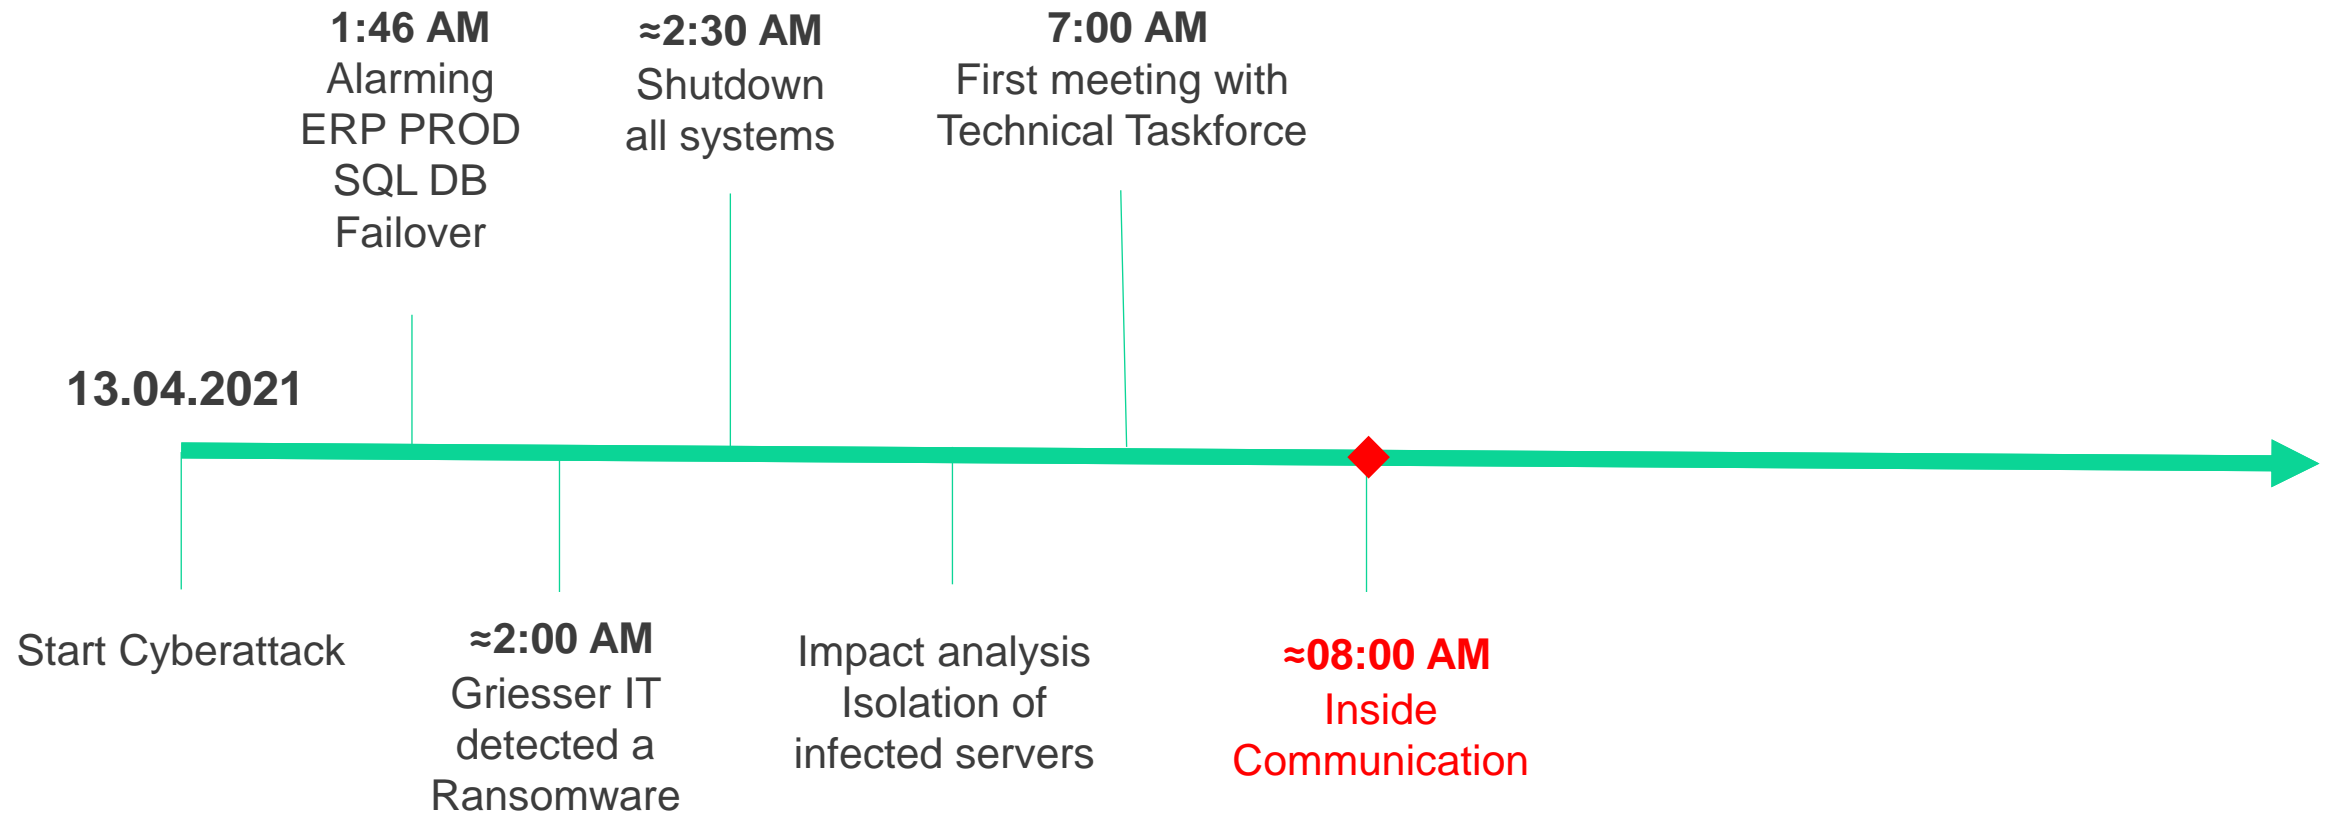 1:46 AM
Alarming
ERP PROD
SQL DB
Failover
≈2:30 AM
Shutdown
all systems
7:00 AM
First meeting with
Technical Taskforce
13.04.2021
Start Cyberattack
≈2:00 AM
Griesser IT
detected a
Ransomware
Impact analysis
Isolation of
infected servers
≈08:00 AM
Inside
Communication